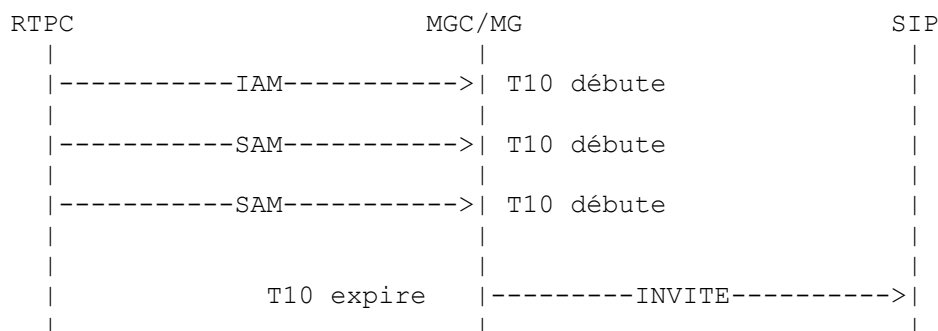 RTPC MGC/MG SIP
| | |
|-----------IAM----------->| T10 débute |
| | |
|-----------SAM----------->| T10 débute |
| | |
|-----------SAM----------->| T10 débute |
| | |
| | |
| T10 expire |---------INVITE---------->|
| | |